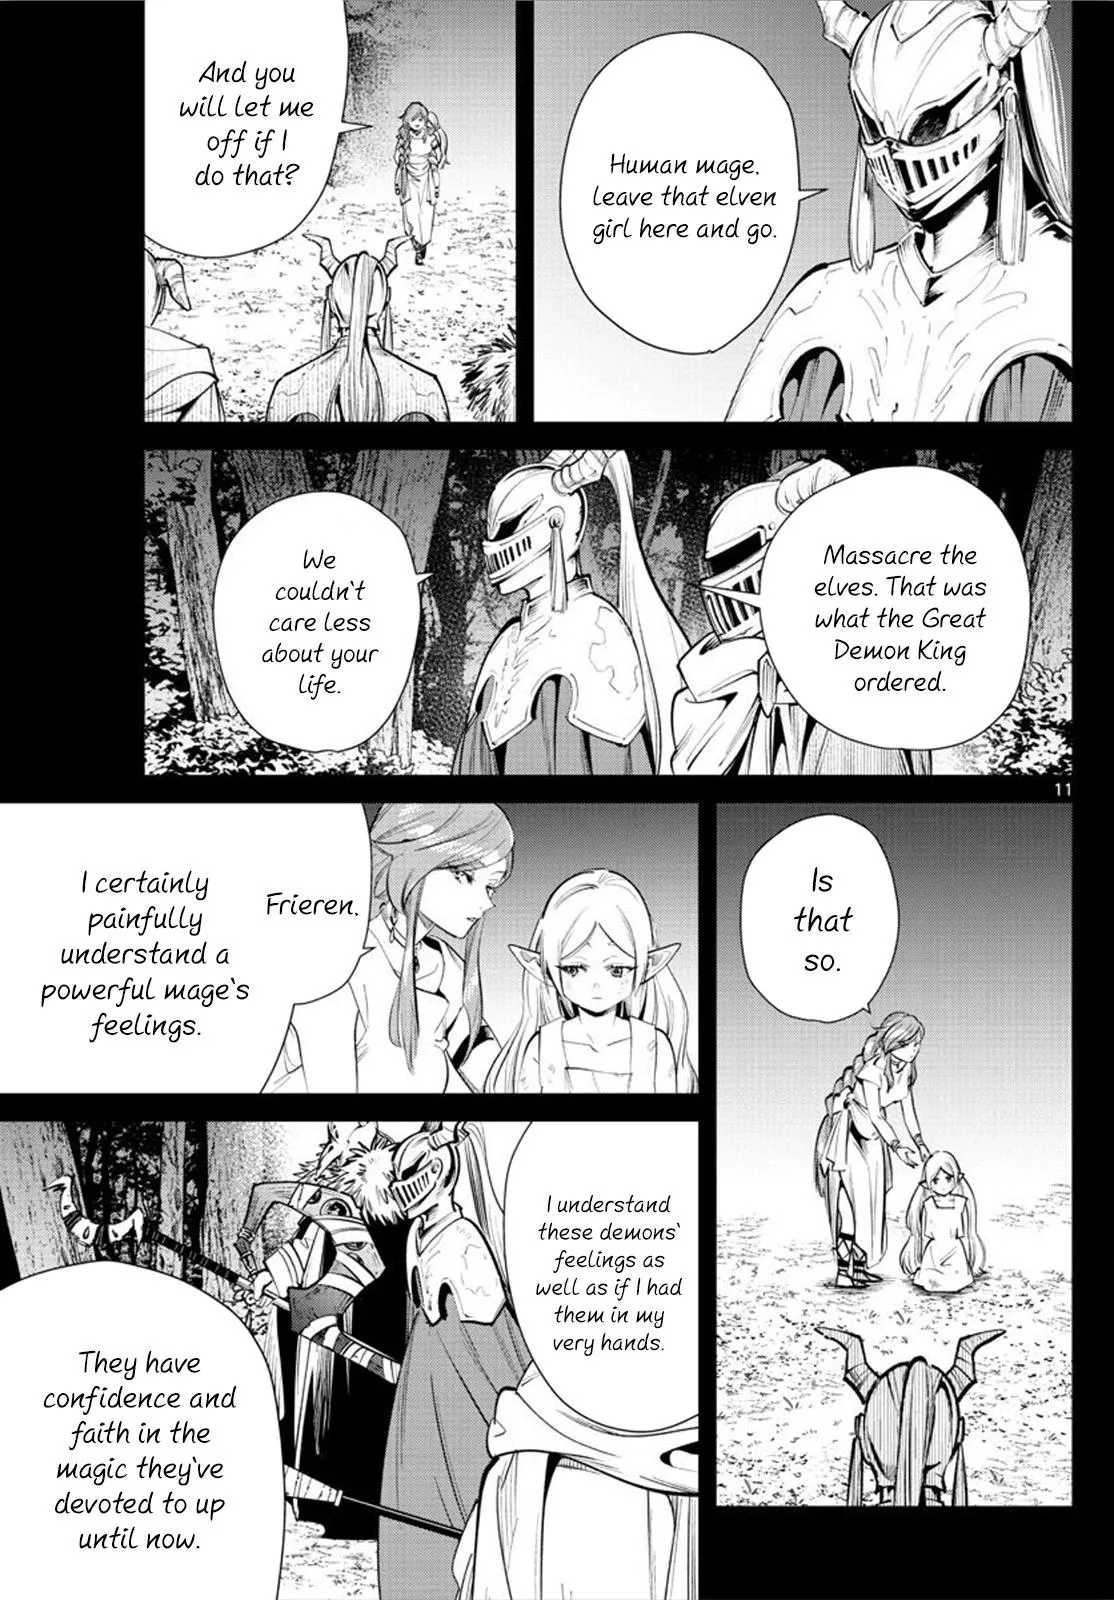 Human mage,
leave that elven
girl here and go.
And you
will let me
off if I
do that?
Massacre the
elves. That was
what the Great
Demon King
ordered.
We
couldn't
care less
about your
life.
11
Is
that
so.
Frieren.
I certainly
painfully
understand a
powerful mage's
feelings.
I understand
these demons'
feelings as
well as if I had
them in my
very hands.
They have
confidence and
faith in the
magic they've
devoted to up
until now.